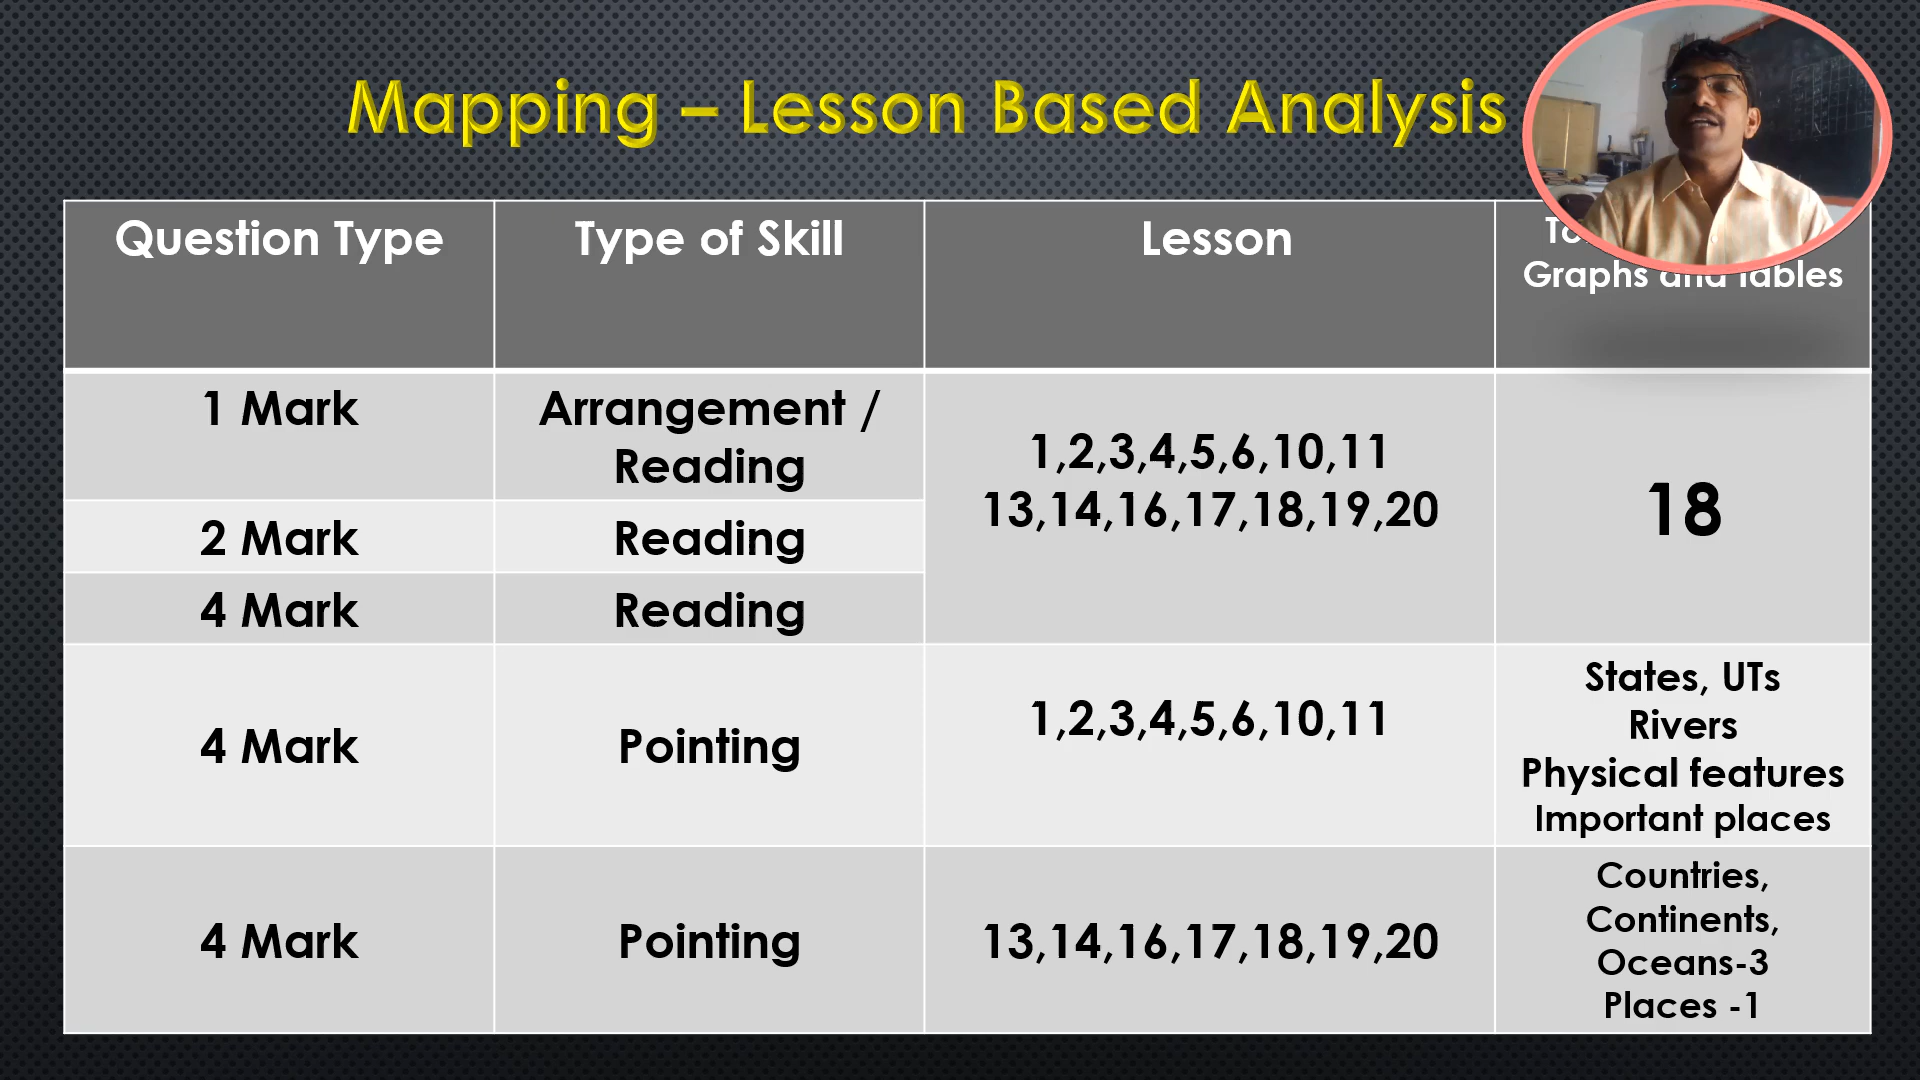 Mapping – Lesson Based Analysis
Question Type
Type of Skill
Lesson
Graphs and Tables
1 Mark
Arrangement /
Reading
1,2,3,4,5,6,10,11
13,14,16,17,18,19,20
18
2 Mark
Reading
4 Mark
Reading
4 Mark
Pointing
1,2,3,4,5,6,10,11
States, UTs
Rivers
Physical features
Important places
4 Mark
Pointing
13,14,16,17,18,19,20
Countries,
Continents,
Oceans-3
Places -1